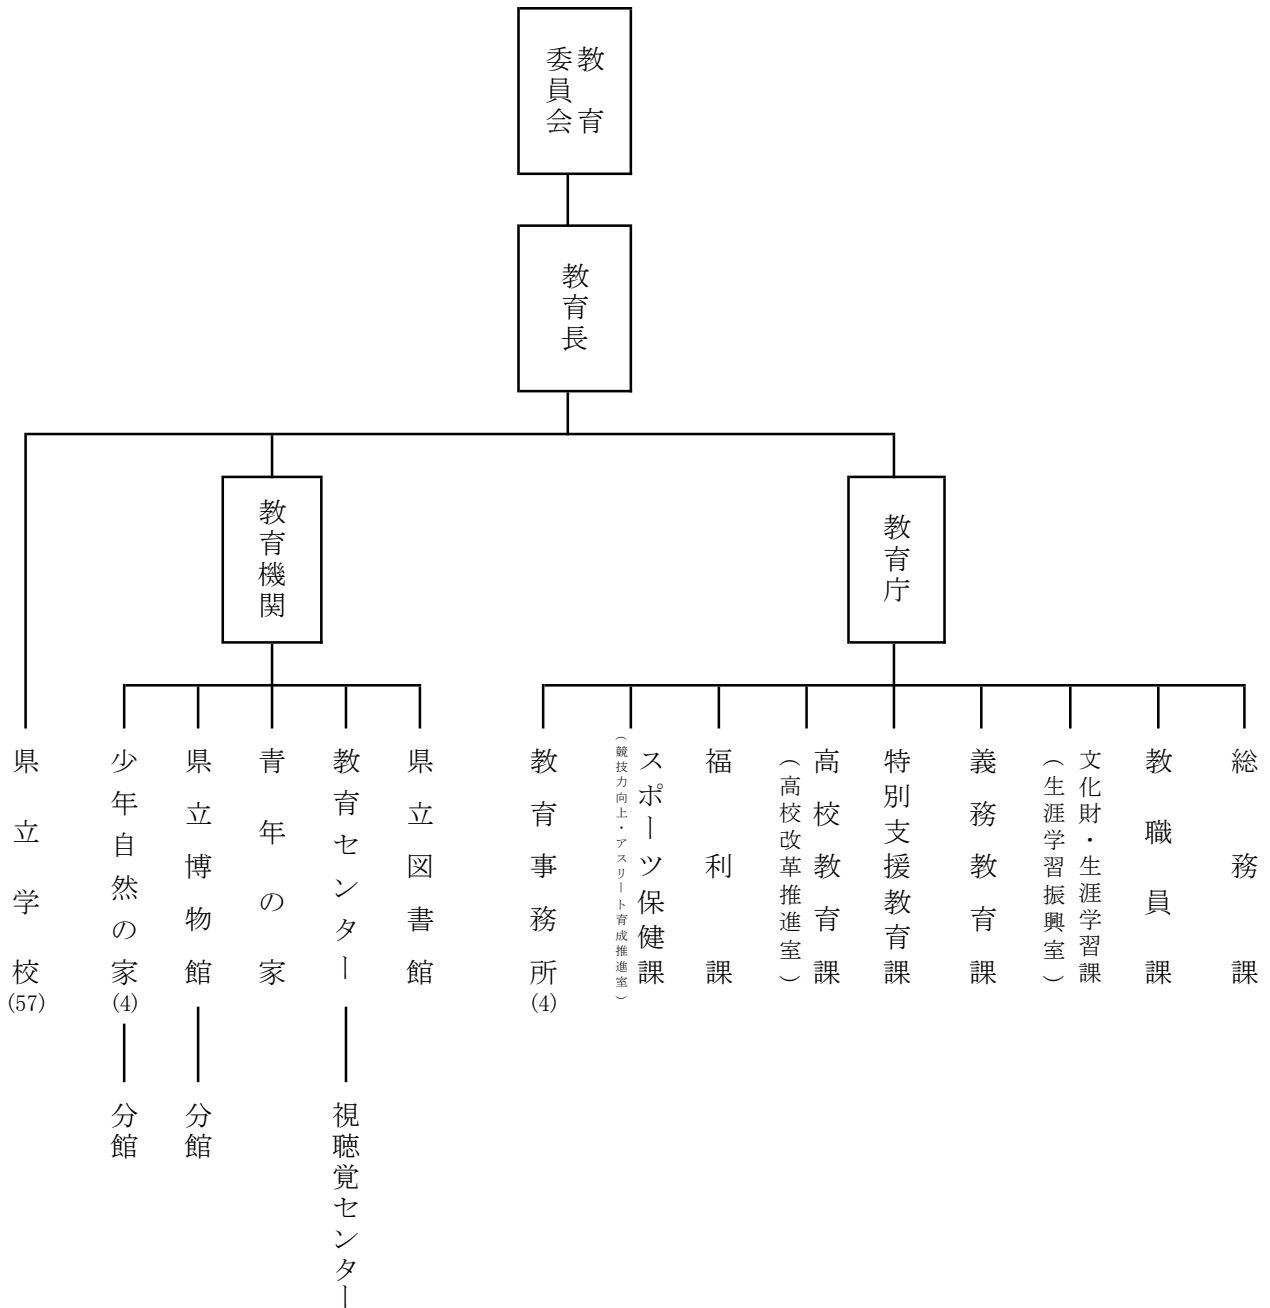 教育
委員会
教育長
教育庁
教育機関
総務課
教職員課
文化財・生涯学習課
(生涯学習振興室)
義務教育課
特別支援教育課
高校教育課
(高校改革推進室)
福利課
スポーツ保健課
(競技力向上・アスリート育成推進室)
教育事務所
(4)
県立図書館
教育センター
視聴覚センター
青年の家
県立博物館
分館
少年自然の家
(4)
分館
県立学校
(57)